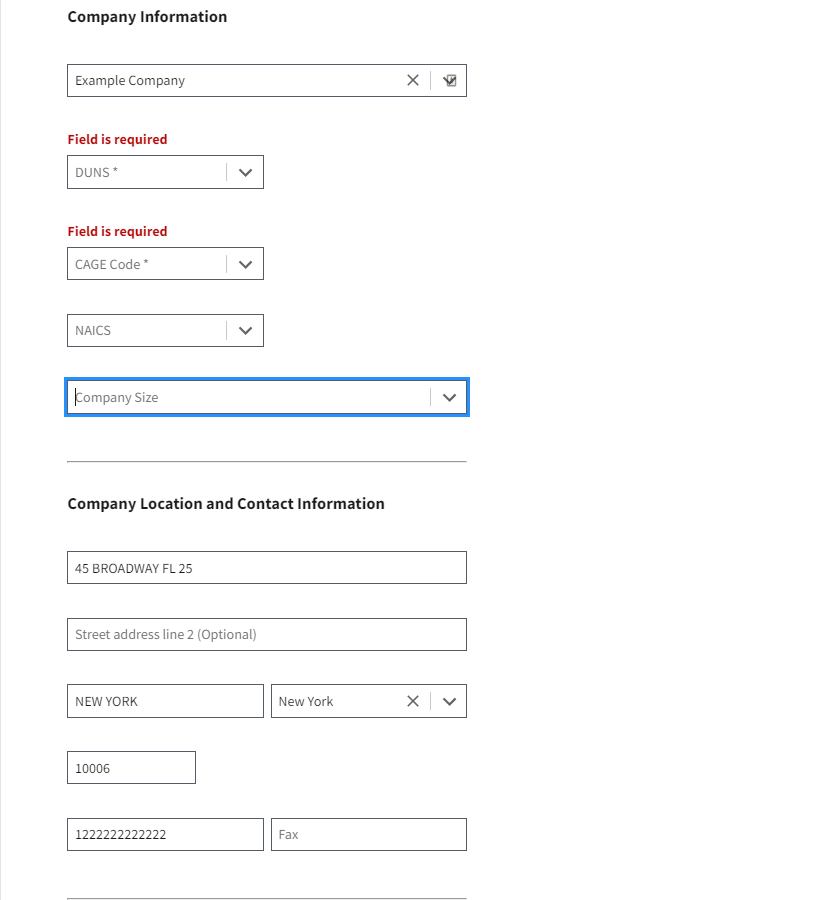 Company Information
Example Company
Field is required
DUNS *
Field is required
CAGE Code *
NAICS
Company Size
Company Location and Contact Information
45 BROADWAY FL 25
Street address line 2 (Optional)
NEW YORK New York
10006
1222222222222 Fax